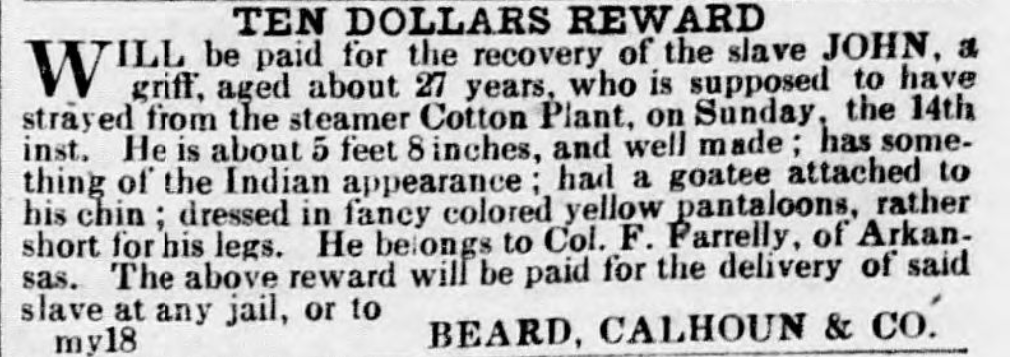 TEN DOLLARS REWARD
WILL be paid for the recovery of the slave JOHN, a
griff, aged about 27 years, who is supposed to have
strayed from the steamer Cotton Plant, on Sunday, the 14th
inst. He is about 5 feet 8 inches, and well made; has some-
thing of the Indian appearance; had a goatee attached to
his chin; dressed in fancy colored yellow pantaloons, rather
short for his legs. He belongs to Col. F. Farrelly, of Arkan-
sas. The above reward will be paid for the delivery of said
slave at any jail, or to
my18 BEARD, CALHOUN & CO.